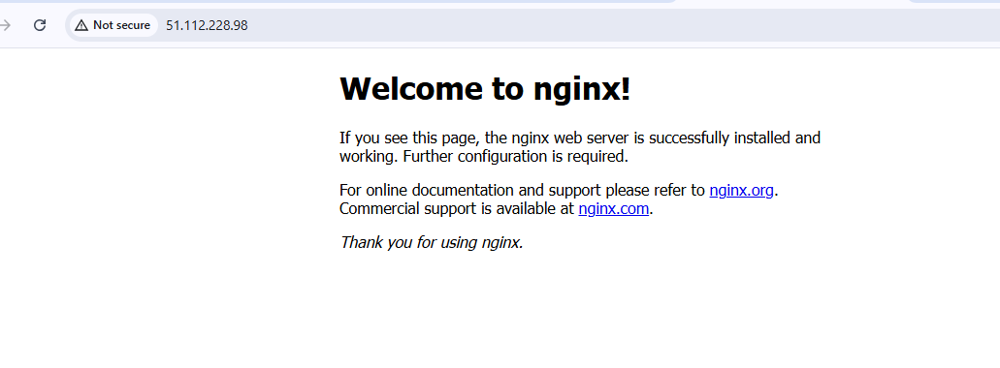 Not secure 51.112.228.98
Welcome to nginx!
If you see this page, the nginx web server is successfully installed and
working. Further configuration is required.
For online documentation and support please refer to nginx.org.
Commercial support is available at nginx.com.
Thank you for using nginx.